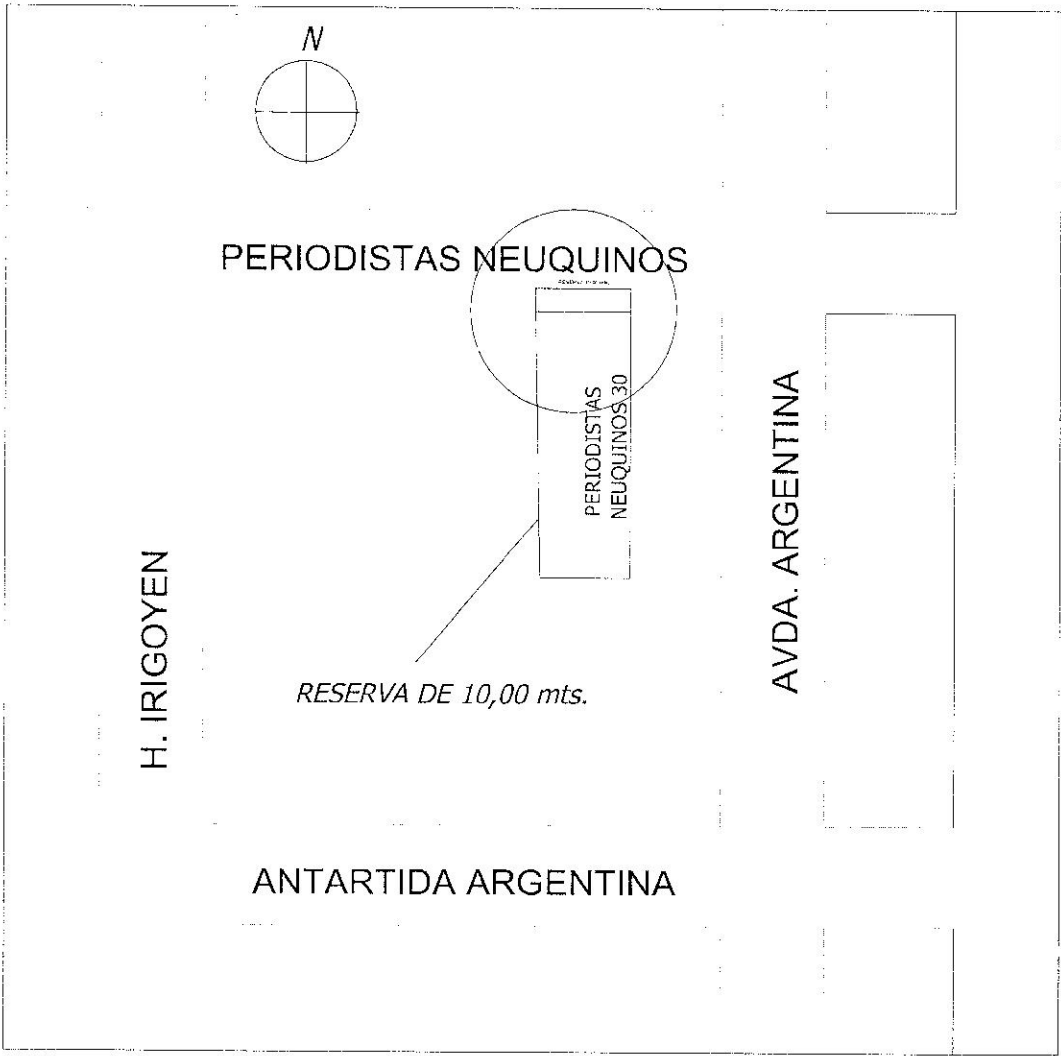 N
PERIODISTAS NEUQUINOS
PERIODISTAS
NEUQUINOS 30
AVDA. ARGENTINA
H. IRIGOYEN
RESERVA DE 10,00 mts.
ANTARTIDA ARGENTINA